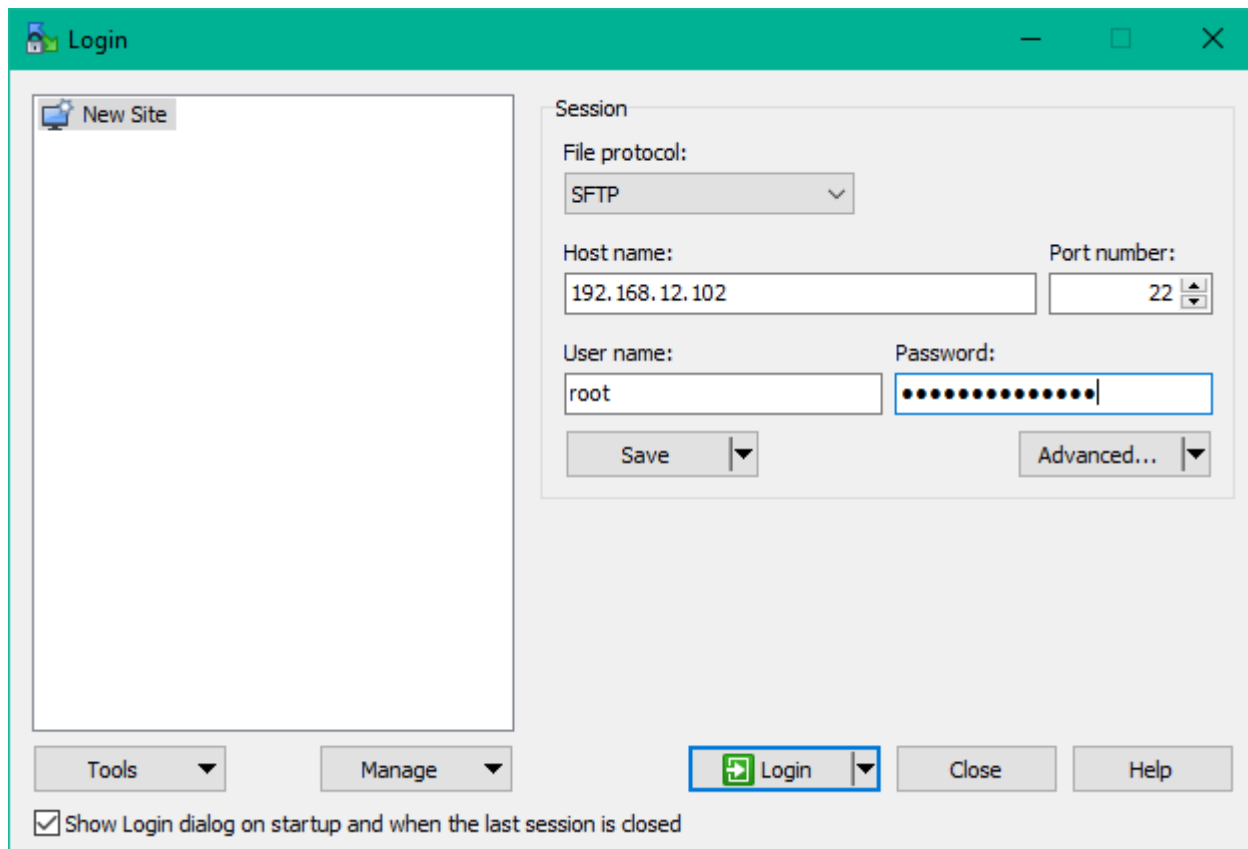 Login
New Site
Session
File protocol:
SFTP
Host name:
Port number:
192.168.12.102
22
User name:
Password:
root
••••••••••••••
Save
Advanced...
Tools
Manage
Login
Close
Help
Show Login dialog on startup and when the last session is closed